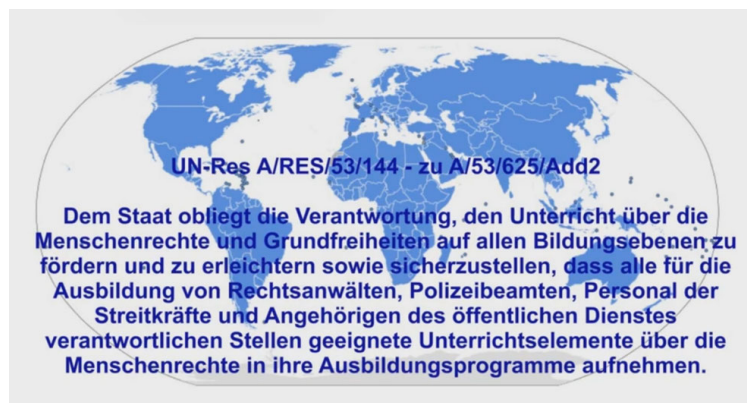 UN-Res A/RES/53/144 - zu A/53/625/Add2
Dem Staat obliegt die Verantwortung, den Unterricht über die
Menschenrechte und Grundfreiheiten auf allen Bildungsebenen zu
fördern und zu erleichtern sowie sicherzustellen, dass alle für die
Ausbildung von Rechtsanwälten, Polizeibeamten, Personal der
Streitkräfte und Angehörigen des öffentlichen Dienstes
verantwortlichen Stellen geeignete Unterrichtselemente über die
Menschenrechte in ihre Ausbildungsprogramme aufnehmen.